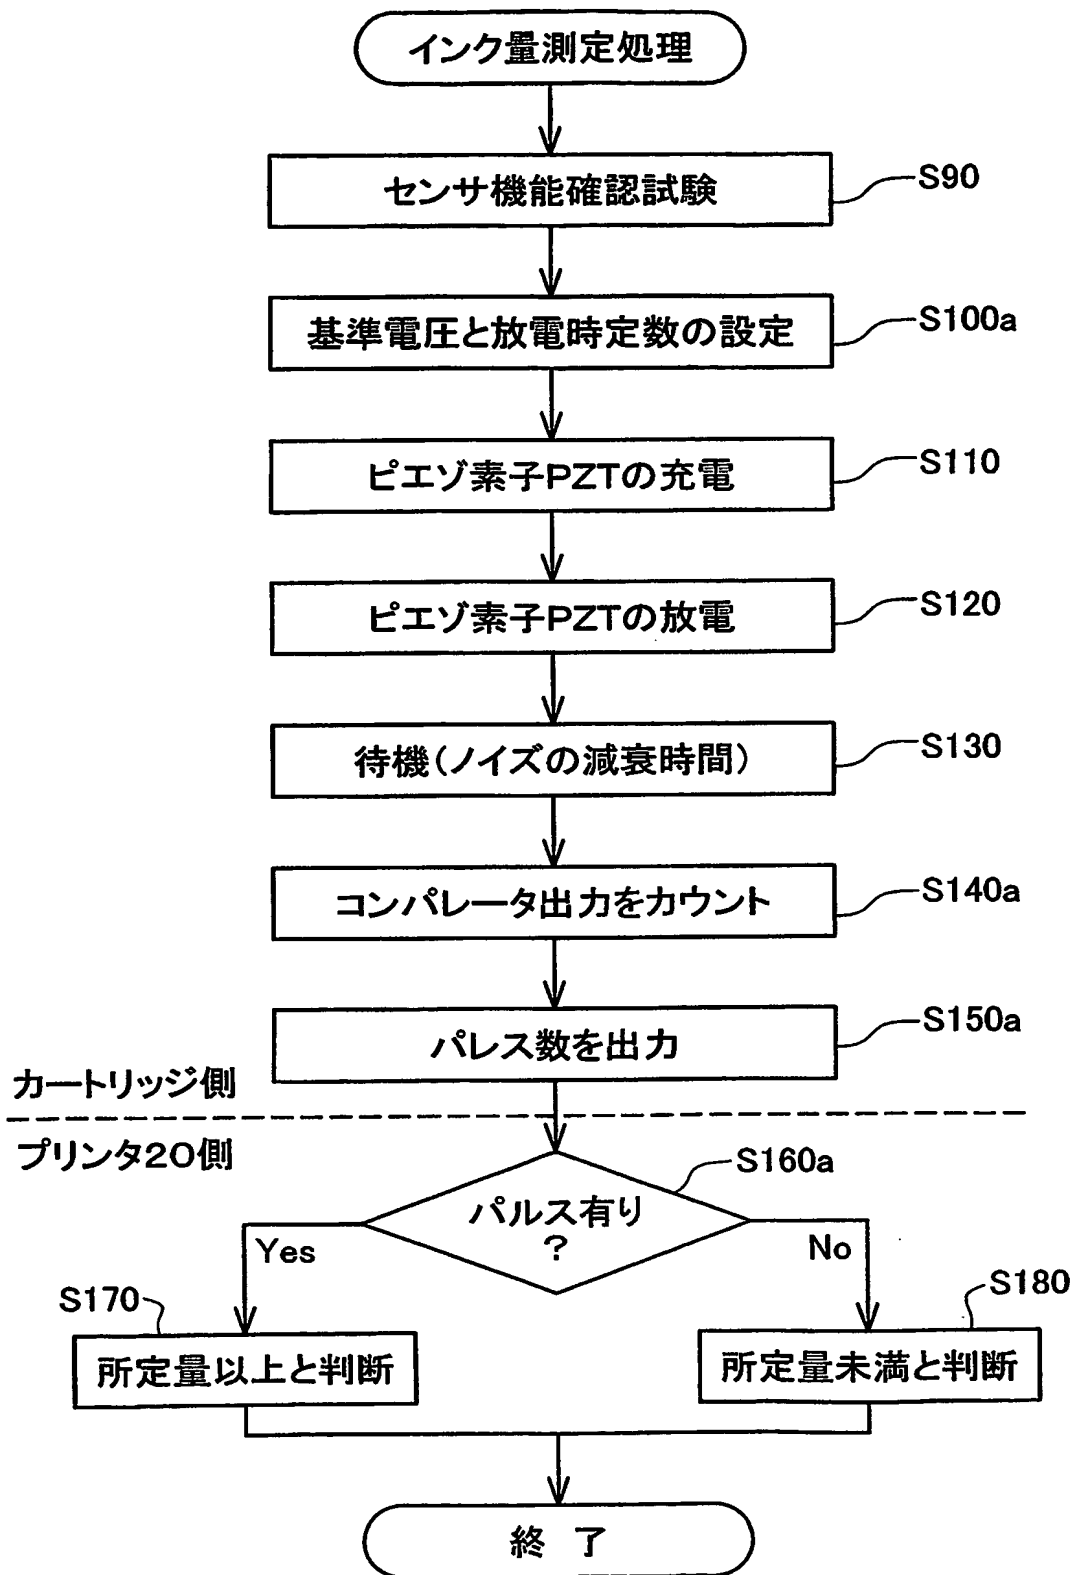 インク量測定処理
センサ機能確認試験
S90
基準電圧と放電時定数の設定
S100a
ピエゾ素子PZTの充電
S110
ピエゾ素子PZTの放電
S120
待機(ノイズの減衰時間)
S130
コンパレータ出力をカウント
S140a
パレス数を出力
S150a
カートリッジ側
プリンタ20側
S160a
パルス有り
?
Yes
No
S170
S180
所定量以上と判断
所定量未満と判断
終 了